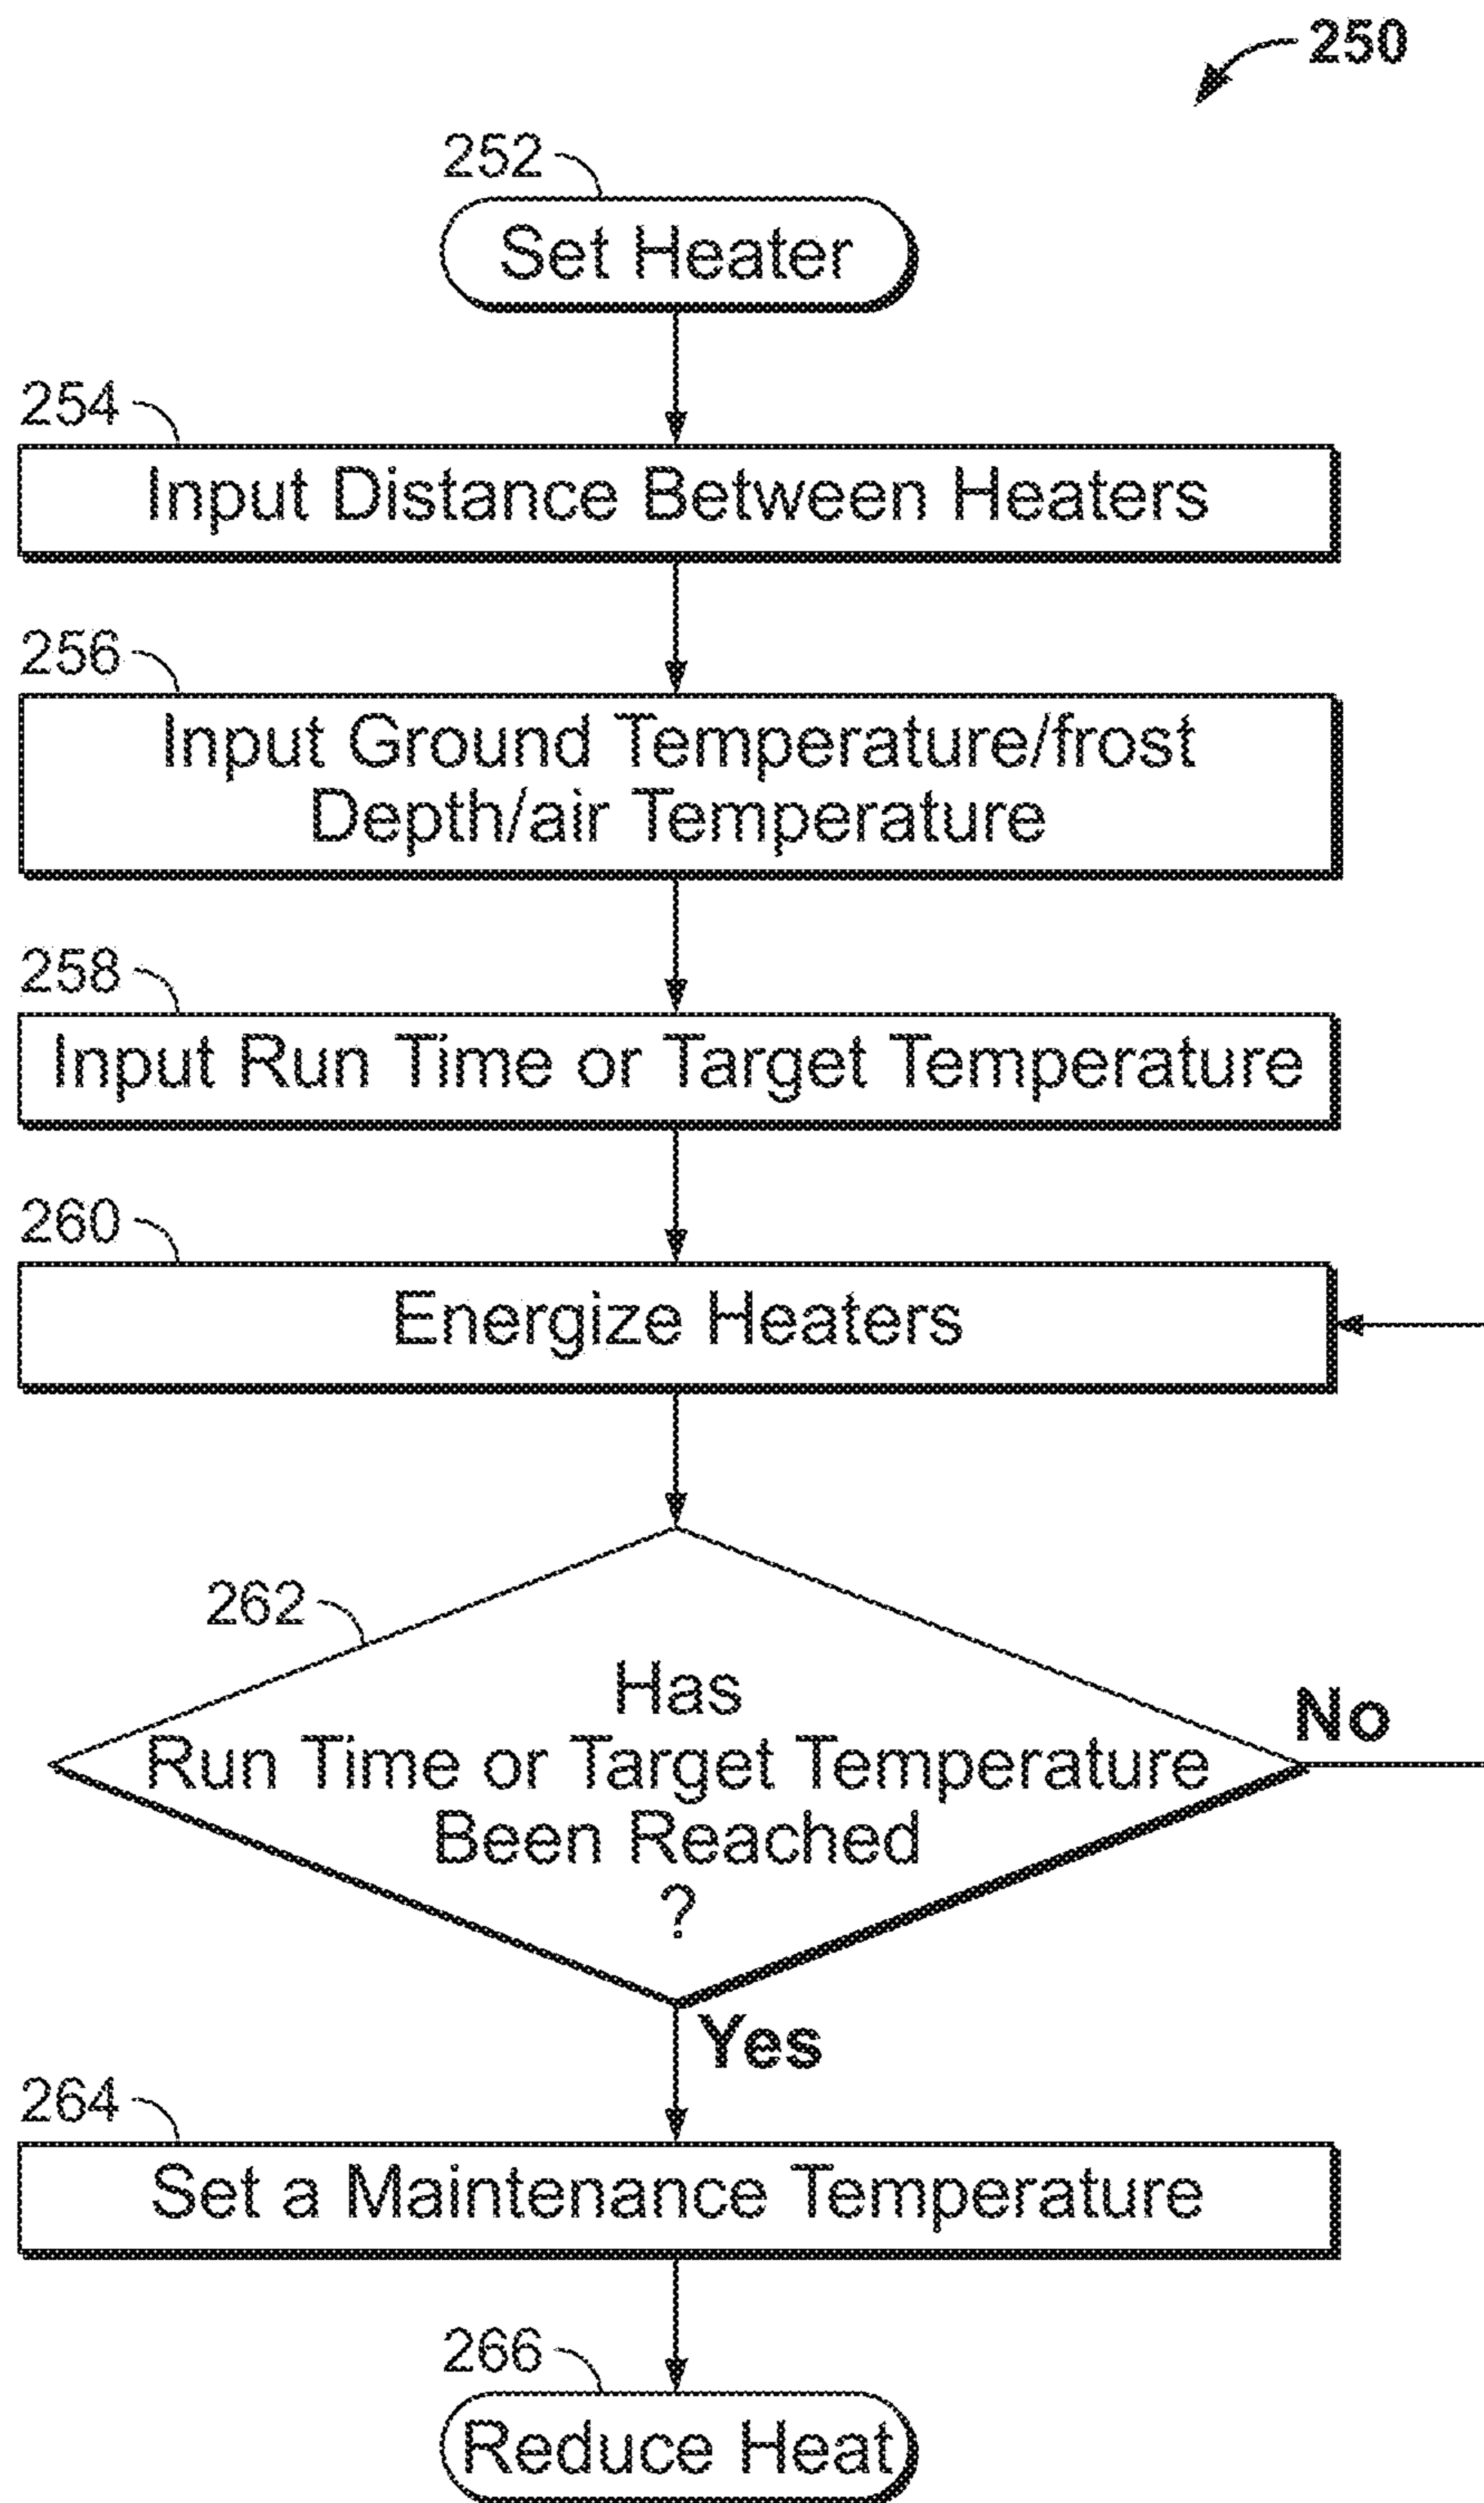 250
252
Set Heater
254
Input Distance Between Heaters
256
Input Ground Temperature/frost
Depth/air Temperature
258
Input Run Time or Target Temperature
260
Energize Heaters
262
Has
No
Run Time or Target Temperature
Been Reached
?
Yes
264
Set a Maintenance Temperature
266
Reduce Heat